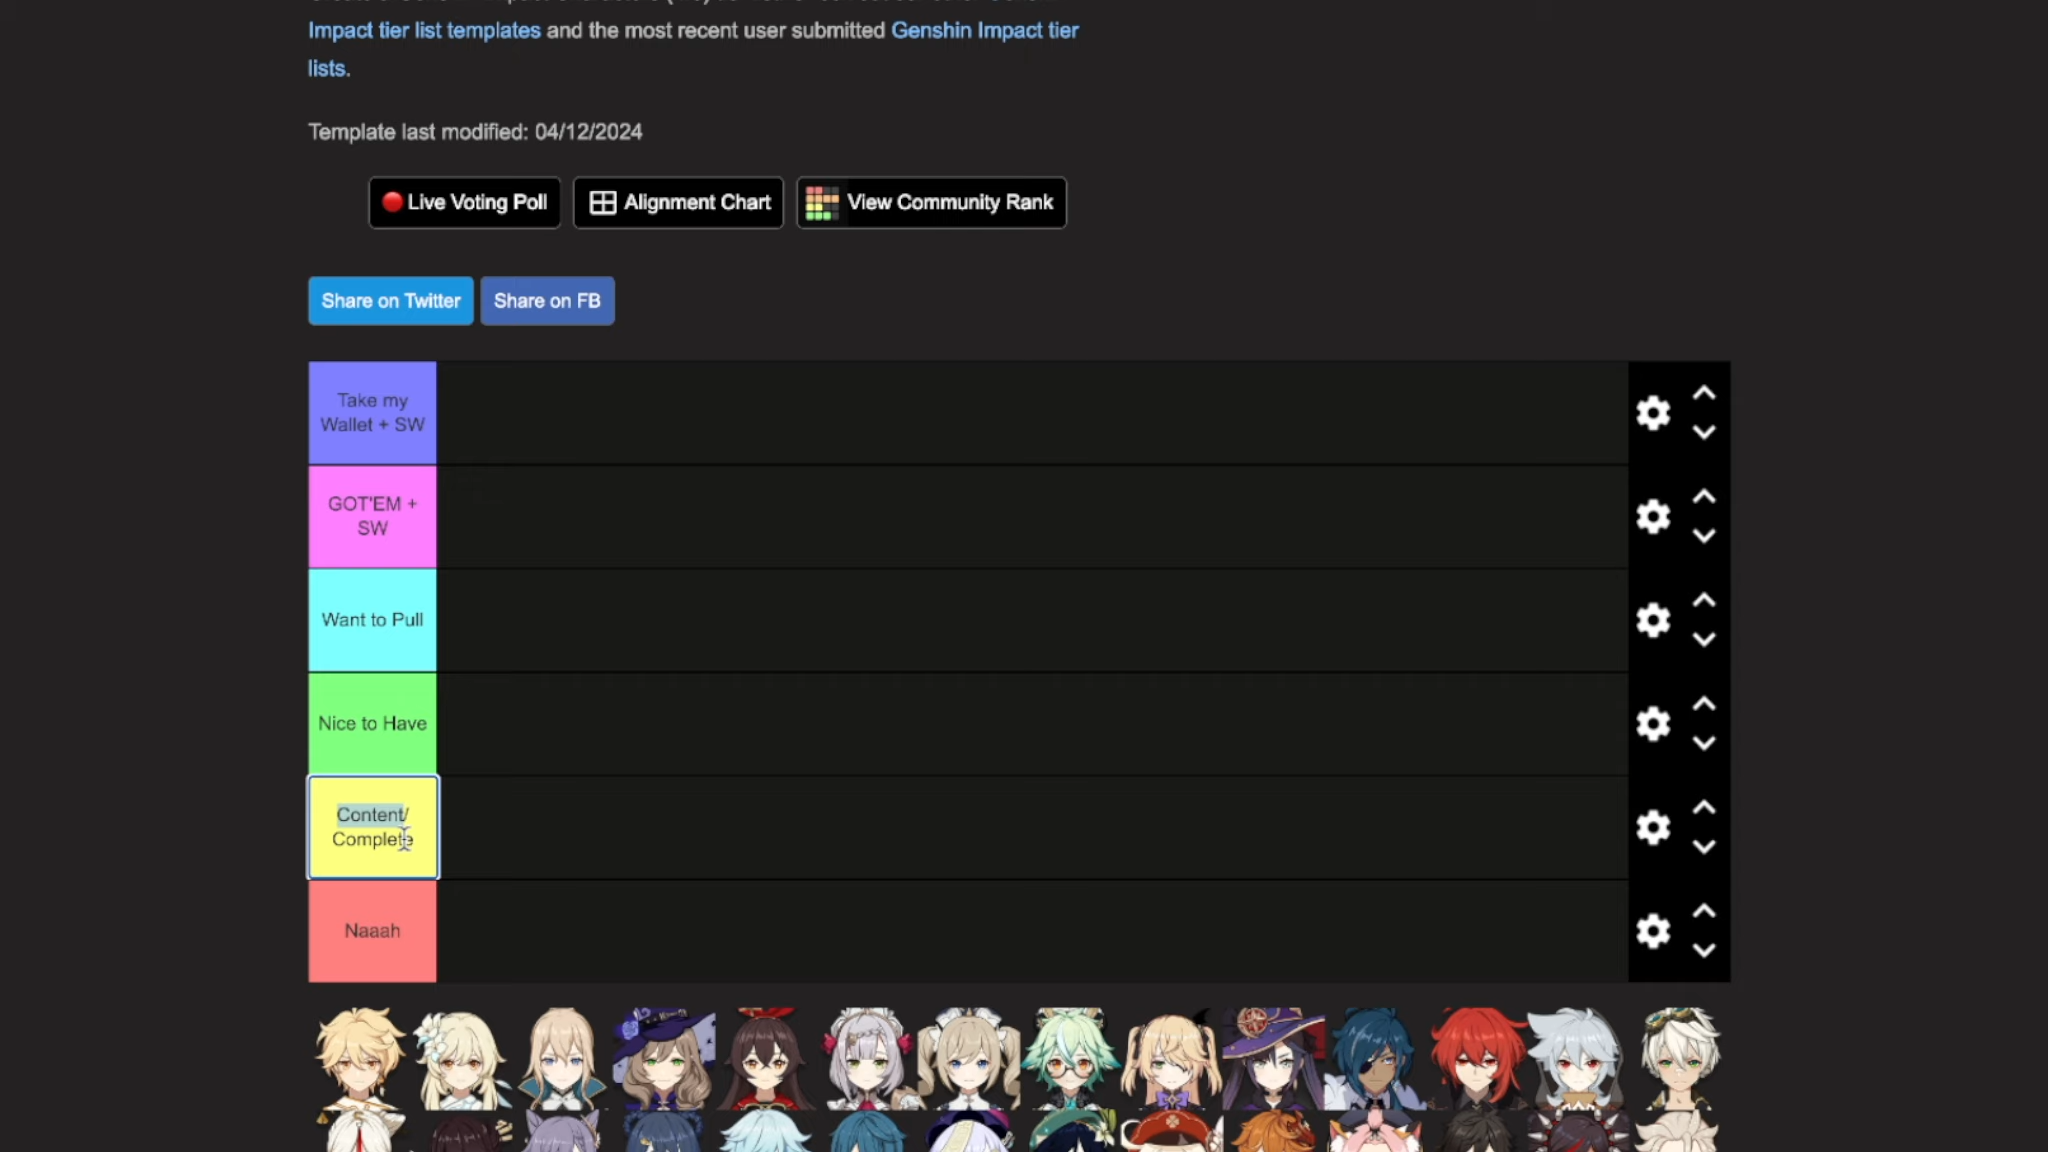 Impact tier list templates and the most recent user submitted Genshin Impact tier
lists.
Template last modified: 04/12/2024
Live Voting Poll
Alignment Chart
View Community Rank
Share on Twitter
Share on FB
Take my
Wallet + SW
GOT'EM +
SW
Want to Pull
Nice to Have
Content/
Complete
Naaah